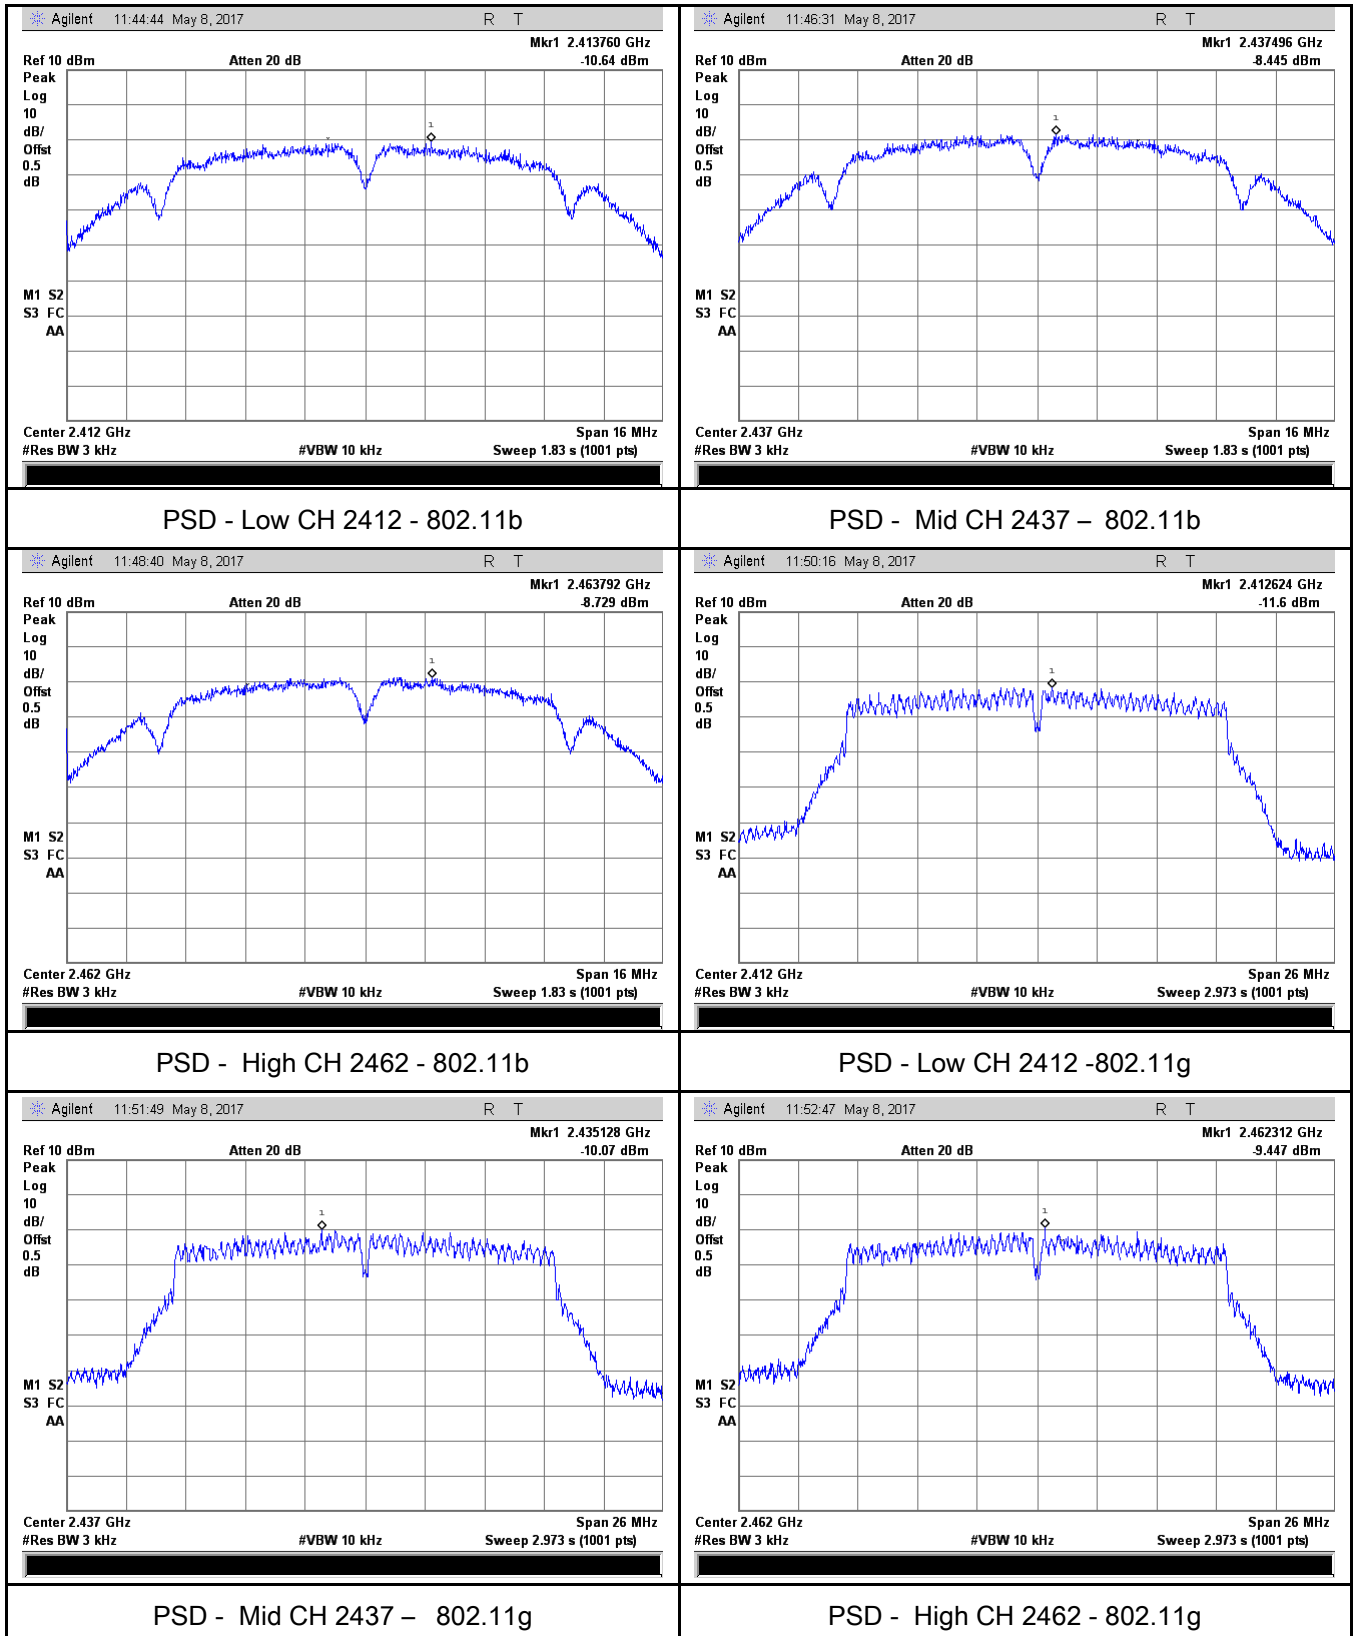 Agilent 11:44:44 May 8, 2017 R T
Mkr1 2.413760 GHz
Ref 10 dBm Atten 20 dB -10.64 dBm
Peak
Log
10
dB/
Offst
0.5
dB
1
M1 S2
S3 FC
AA
Center 2.412 GHz Span 16 MHz
#Res BW 3 kHz #VBW 10 kHz Sweep 1.83 s (1001 pts)
PSD - Low CH 2412 - 802.11b
Agilent 11:46:31 May 8, 2017 R T
Mkr1 2.437496 GHz
Ref 10 dBm Atten 20 dB -8.445 dBm
Peak
Log
10
dB/
Offst
0.5
dB
1
M1 S2
S3 FC
AA
Center 2.437 GHz Span 16 MHz
#Res BW 3 kHz #VBW 10 kHz Sweep 1.83 s (1001 pts)
PSD - Mid CH 2437 – 802.11b
Agilent 11:48:40 May 8, 2017 R T
Mkr1 2.463792 GHz
Ref 10 dBm Atten 20 dB -8.729 dBm
Peak
Log
10
dB/
Offst
0.5
dB
1
M1 S2
S3 FC
AA
Center 2.462 GHz Span 16 MHz
#Res BW 3 kHz #VBW 10 kHz Sweep 1.83 s (1001 pts)
PSD - High CH 2462 - 802.11b
Agilent 11:50:16 May 8, 2017 R T
Mkr1 2.412624 GHz
Ref 10 dBm Atten 20 dB -11.6 dBm
Peak
Log
10
dB/
Offst
0.5
dB
1
M1 S2
S3 FC
AA
Center 2.412 GHz Span 26 MHz
#Res BW 3 kHz #VBW 10 kHz Sweep 2.973 s (1001 pts)
PSD - Low CH 2412 -802.11g
Agilent 11:51:49 May 8, 2017 R T
Mkr1 2.435128 GHz
Ref 10 dBm Atten 20 dB -10.07 dBm
Peak
Log
10
dB/
Offst
0.5
dB
1
M1 S2
S3 FC
AA
Center 2.437 GHz Span 26 MHz
#Res BW 3 kHz #VBW 10 kHz Sweep 2.973 s (1001 pts)
PSD - Mid CH 2437 – 802.11g
Agilent 11:52:47 May 8, 2017 R T
Mkr1 2.462312 GHz
Ref 10 dBm Atten 20 dB -9.447 dBm
Peak
Log
10
dB/
Offst
0.5
dB
1
M1 S2
S3 FC
AA
Center 2.462 GHz Span 26 MHz
#Res BW 3 kHz #VBW 10 kHz Sweep 2.973 s (1001 pts)
PSD - High CH 2462 - 802.11g